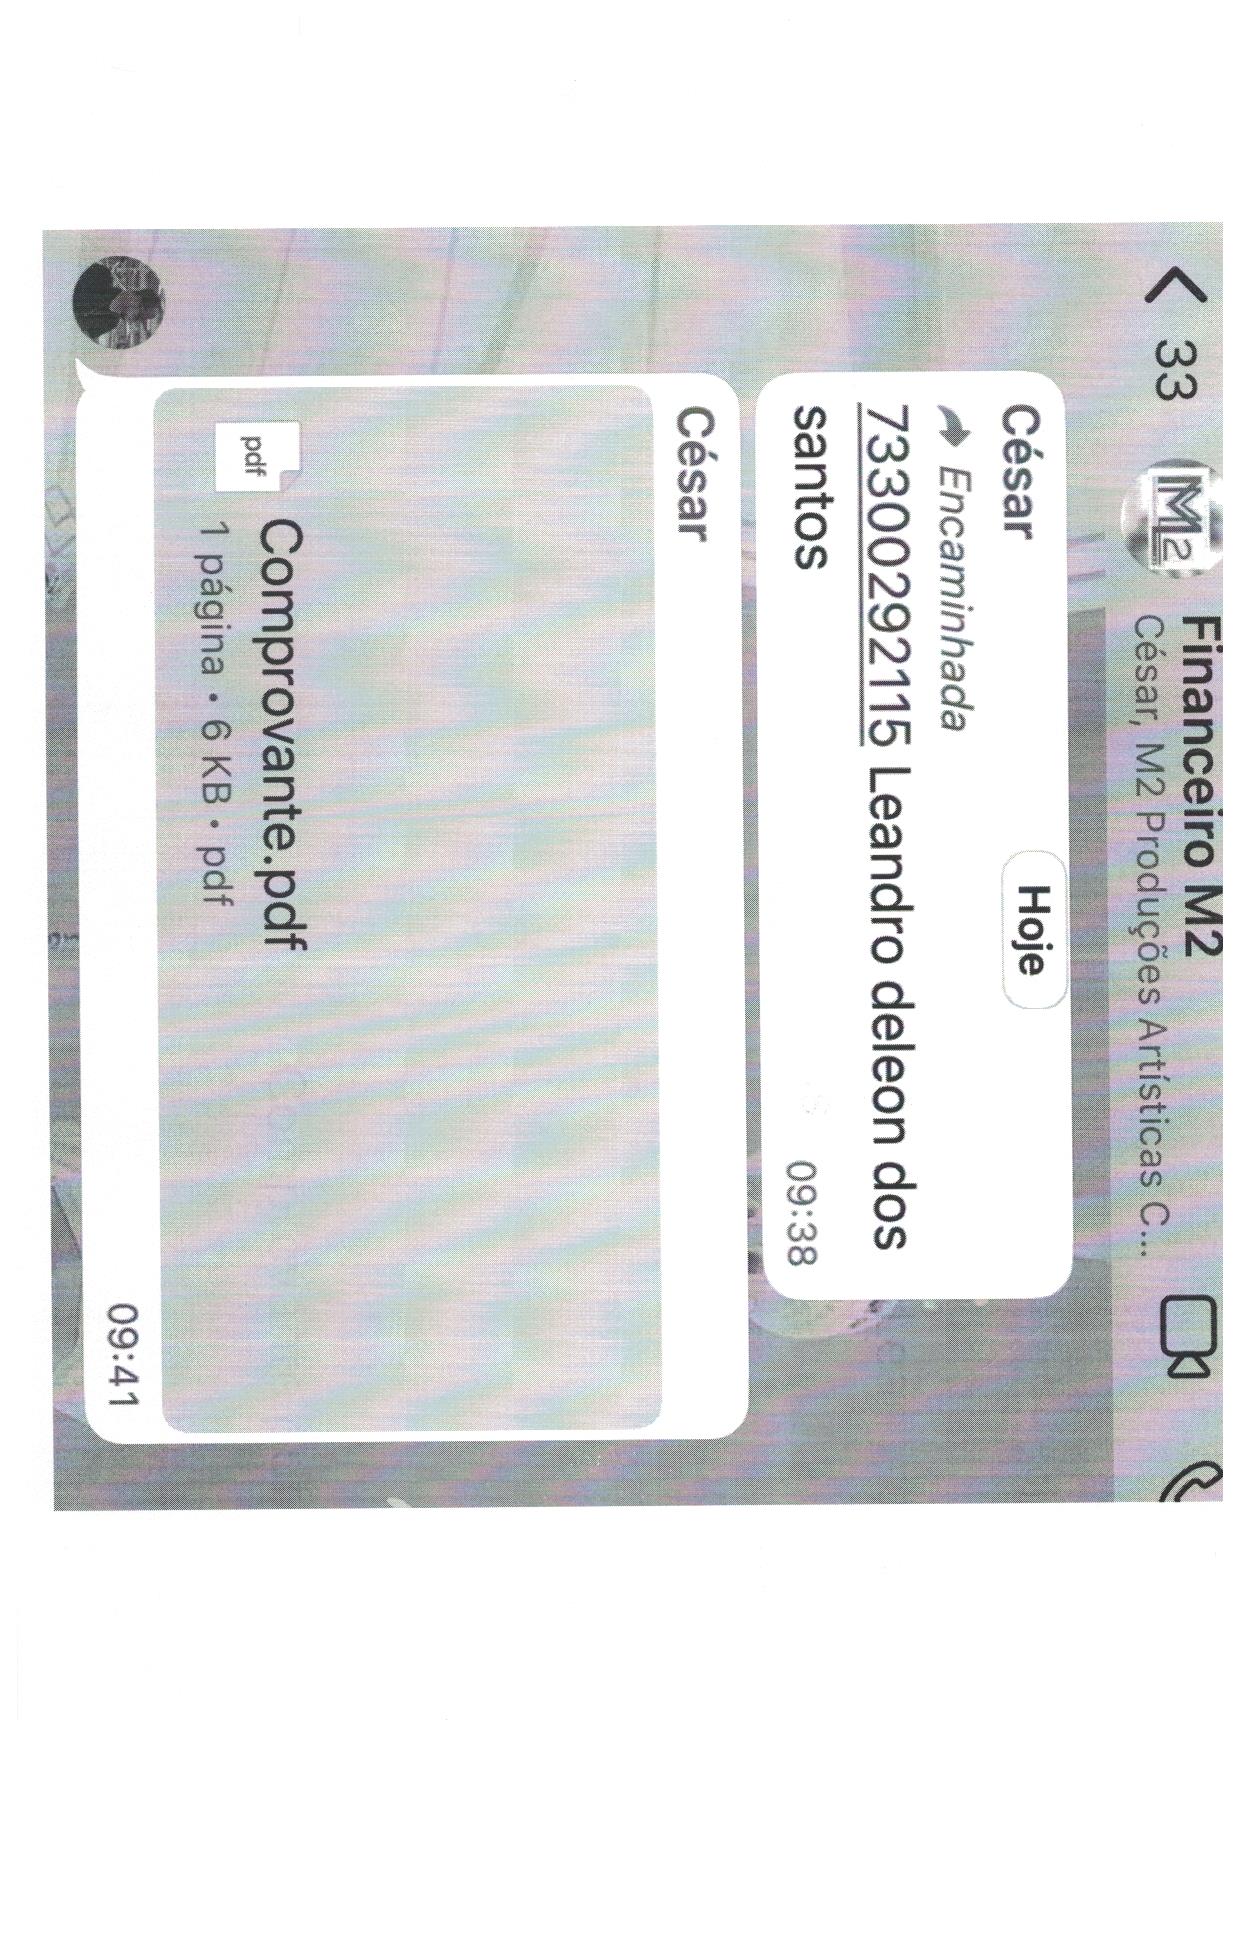 33
M2
Financeiro M2
César, M2 Produções Artísticas C...
Hoje
César
Encaminhada
73300292115 Leandro deleon dos
santos
09:38
César
pdf
Comprovante.pdf
1 página • 6 KB • pdf
09:41